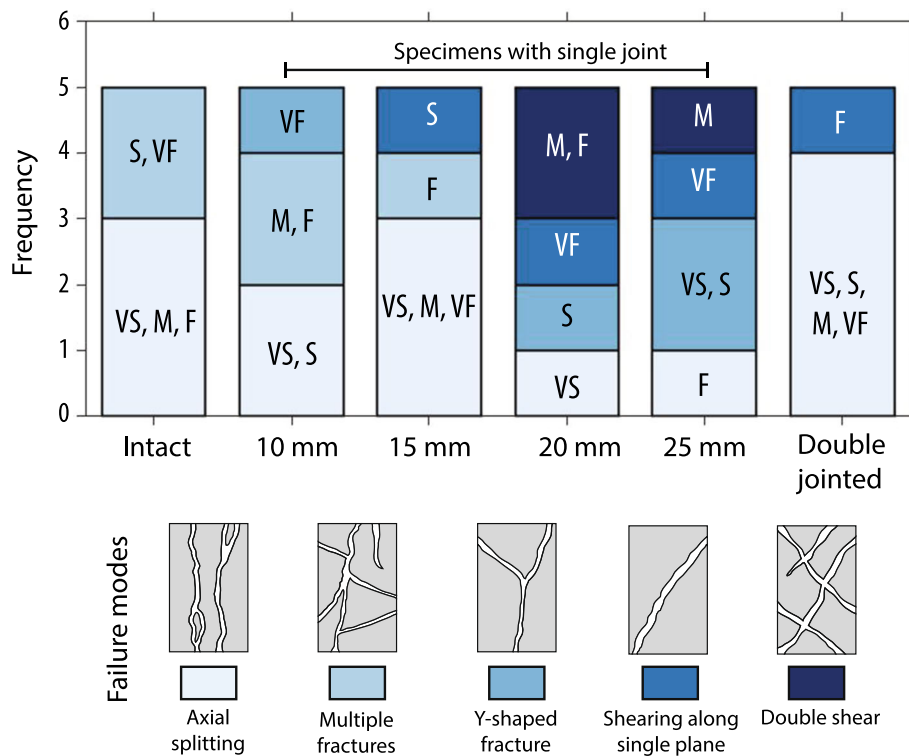 6
Specimens with single joint
5
VF
S
M
F
S, VF
M, F
4
F
VF
3
M, F
VF
VS, S
VS, S,
M, VF
2
VS, M, F
VS, M, VF
S
VS, S
1
VS
F
0
Frequency
Intact
10 mm
15 mm
20 mm
25 mm
Double
jointed
Failure modes
Axial
splitting
Multiple
fractures
Y-shaped
fracture
Shearing along
single plane
Double shear